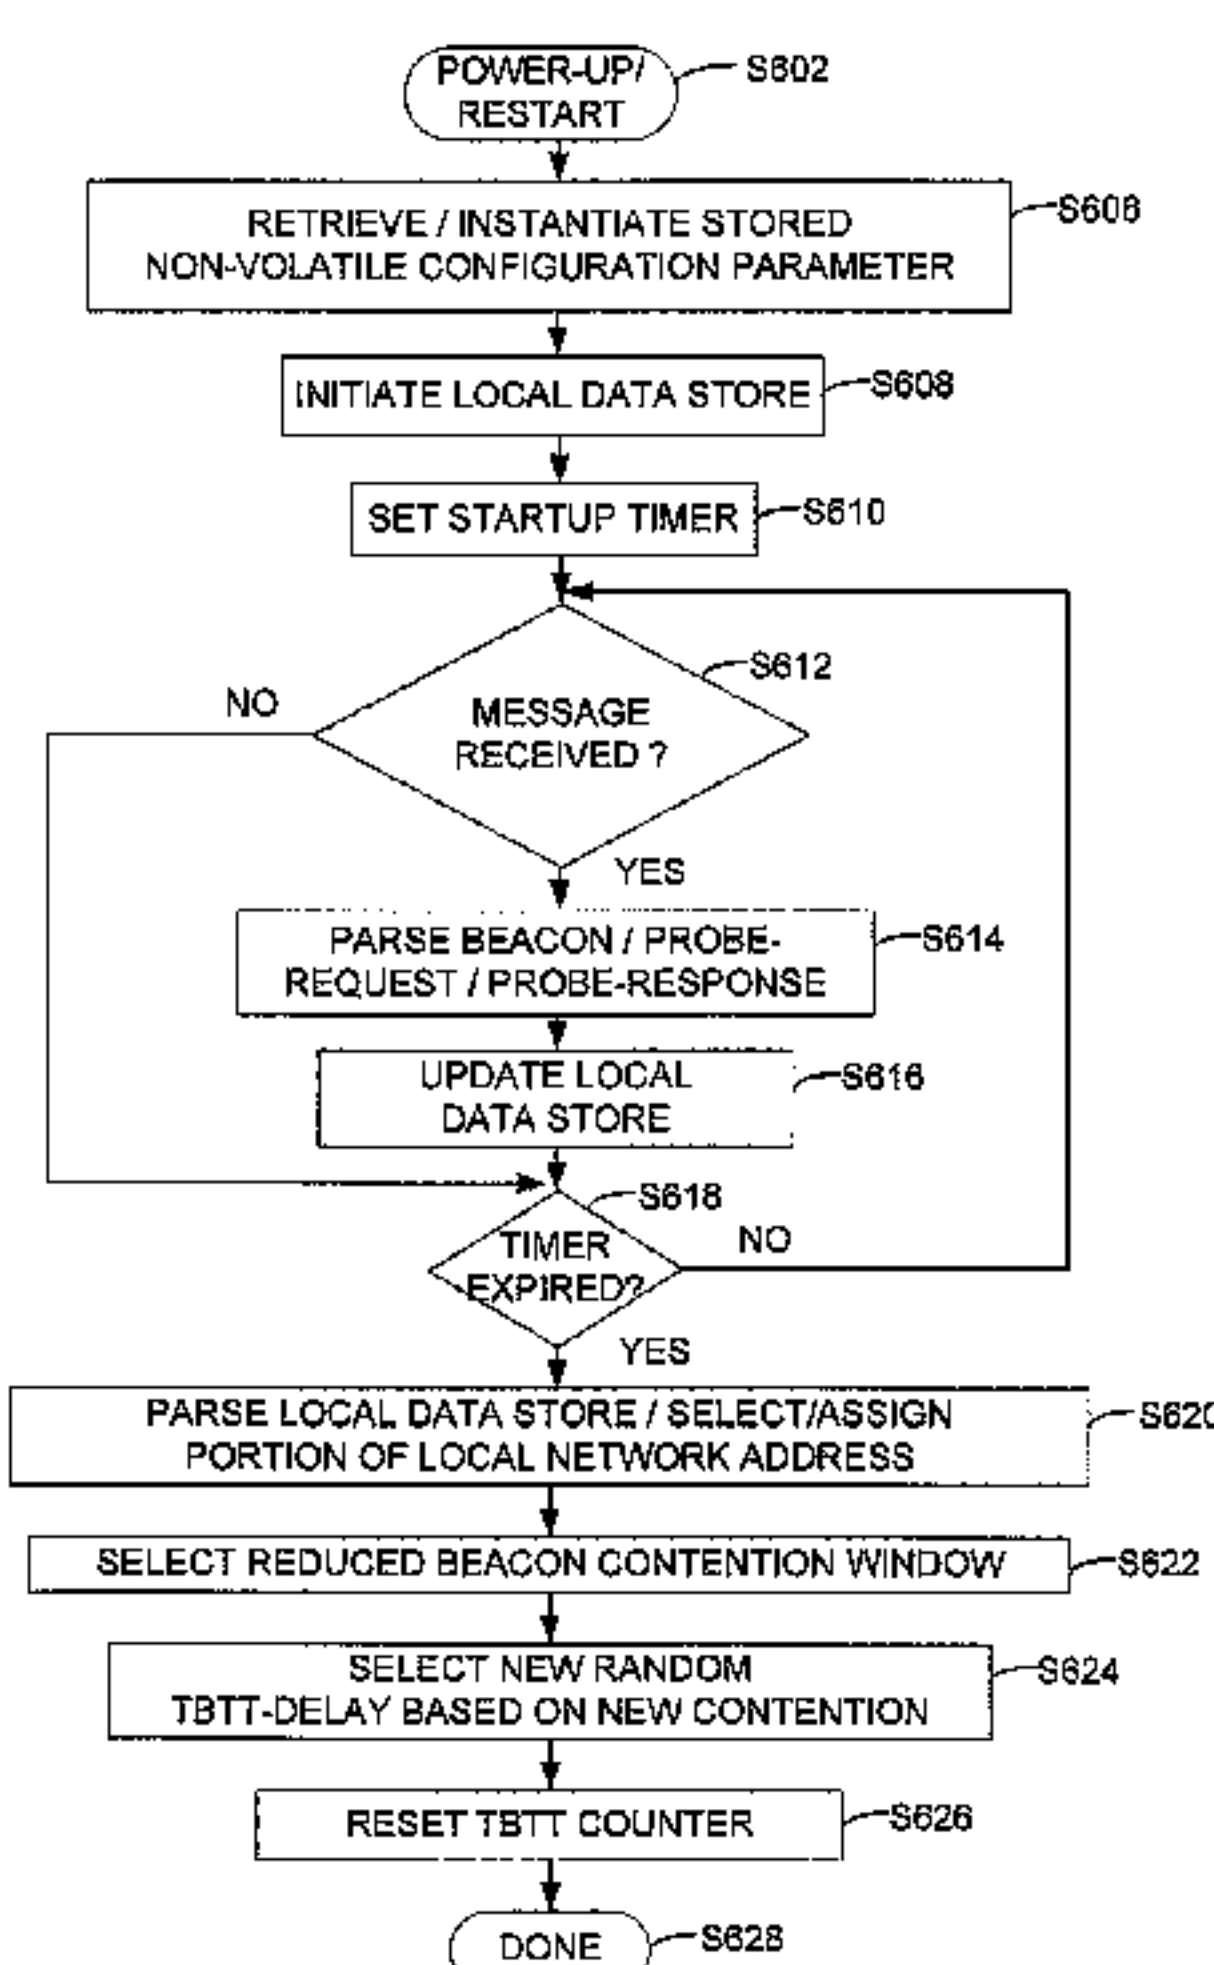 POWER-UP/
RESTART
S602
RETRIEVE / INSTANTIATE STORED
NON-VOLATILE CONFIGURATION PARAMETER
S606
INITIATE LOCAL DATA STORE
S608
SET STARTUP TIMER
S610
S612
NO
MESSAGE
RECEIVED ?
YES
PARSE BEACON / PROBE-
REQUEST / PROBE-RESPONSE
S614
UPDATE LOCAL
DATA STORE
S616
S618
TIMER
EXPIRED?
NO
YES
PARSE LOCAL DATA STORE / SELECT/ASSIGN
PORTION OF LOCAL NETWORK ADDRESS
S620
SELECT REDUCED BEACON CONTENTION WINDOW
S622
SELECT NEW RANDOM
TBTT-DELAY BASED ON NEW CONTENTION
S624
RESET TBTT COUNTER
S626
DONE
S628